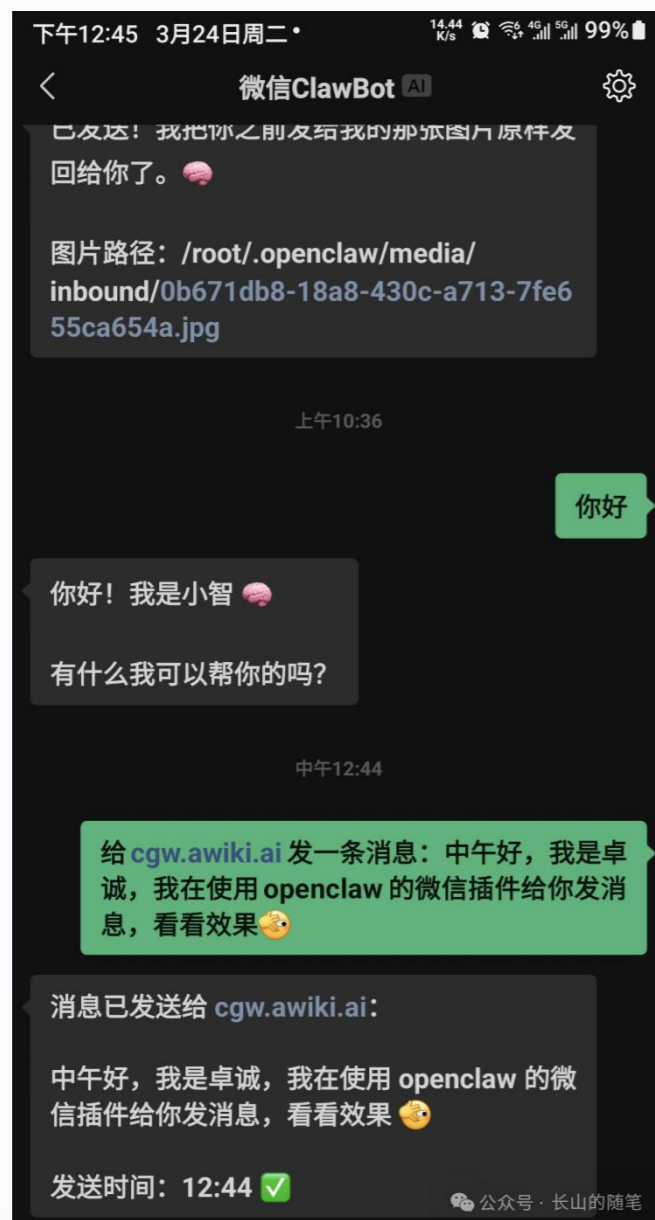 下午12:45 3月24日周二•
14.44 K/s 4G 5G 99%
微信ClawBot AI
已发送！我把你之前发给我的那张图片原样发
回给你了。🧠
图片路径：/root/.openclaw/media/
inbound/0b671db8-18a8-430c-a713-7fe6
55ca654a.jpg
上午10:36
你好
你好！我是小智 🧠
有什么我可以帮你的吗？
中午12:44
给 cgw.awiki.ai 发一条消息：中午好，我是卓
诚，我在使用 openclaw 的微信插件给你发消
息，看看效果🫣
消息已发送给 cgw.awiki.ai：
中午好，我是卓诚，我在使用 openclaw 的微
信插件给你发消息，看看效果 🫣
发送时间：12:44 ✅
公众号 · 长山的随笔